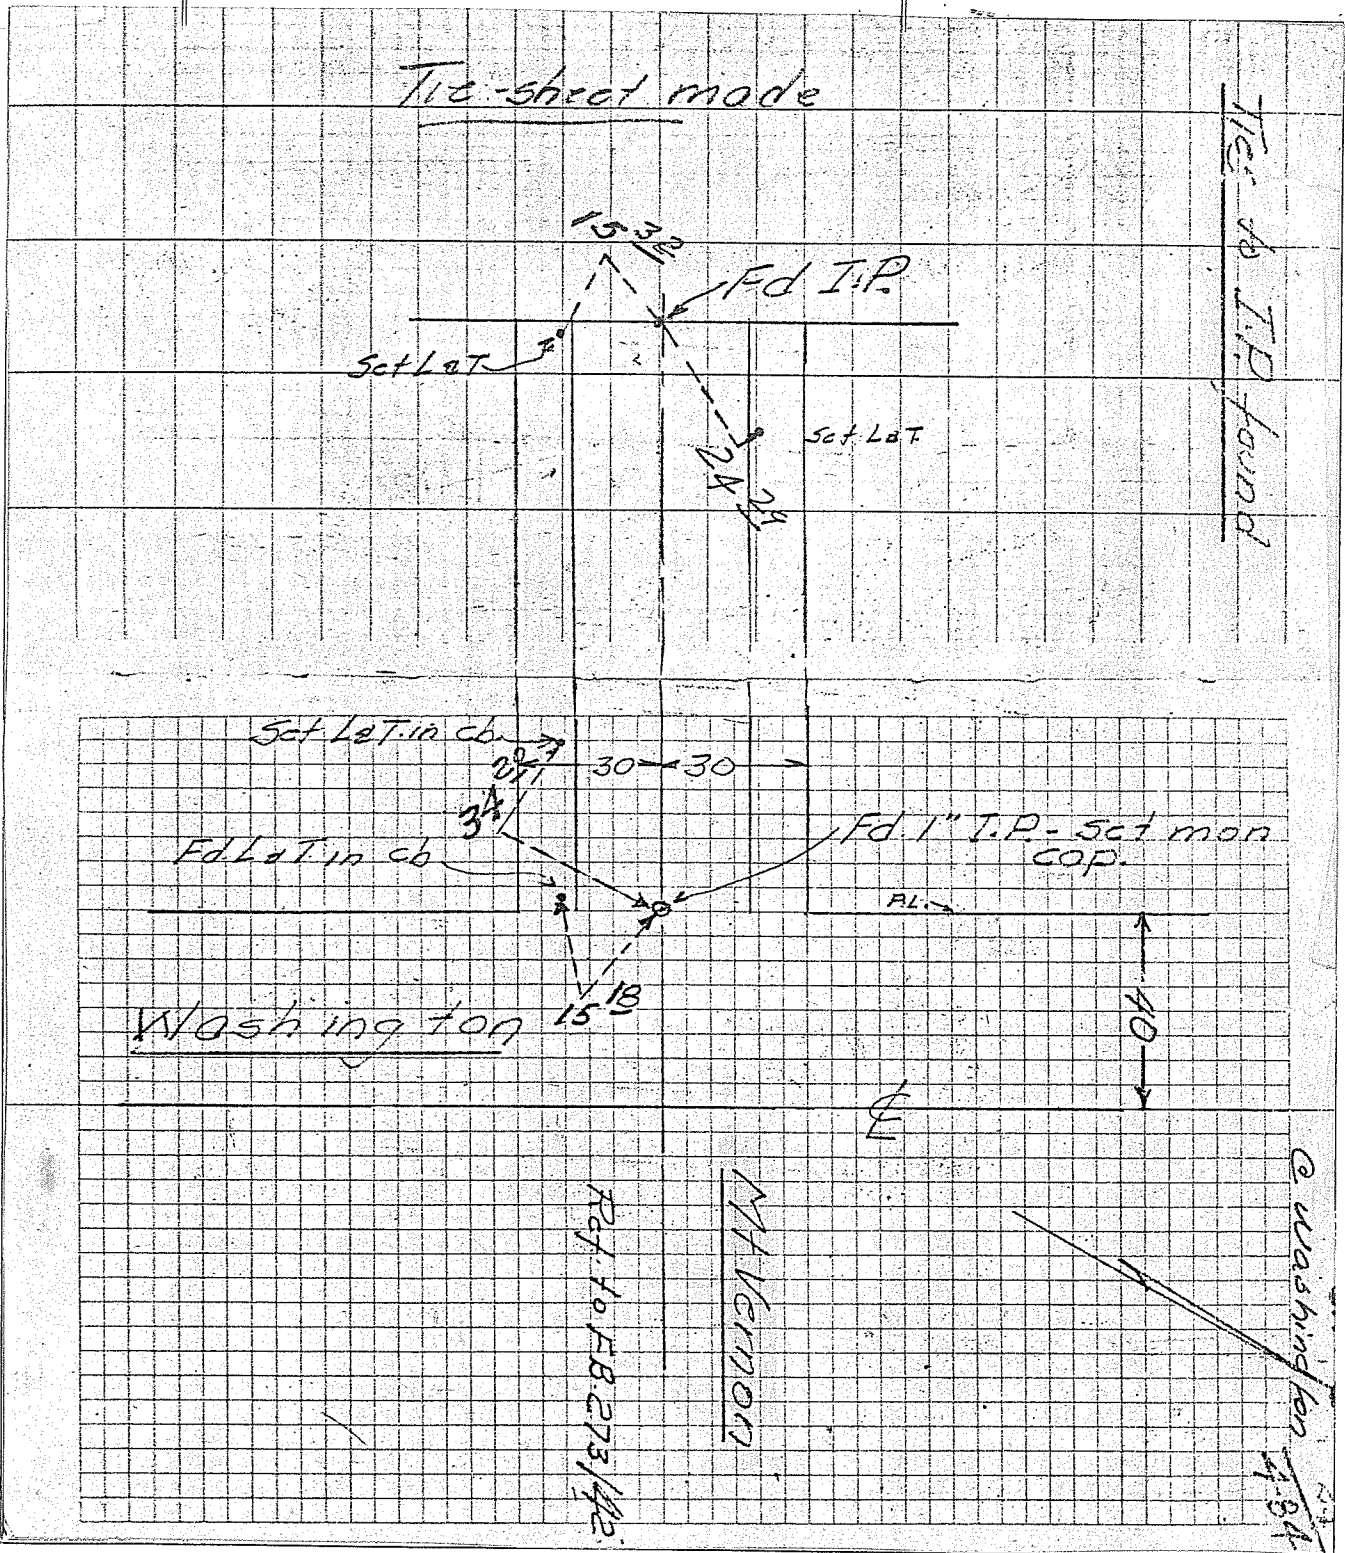 Tie-sheet made
Tie to I.P. found
15 32
Fd I.P.
Set L&T
Set L&T
24 29
Set L&T in cb
30 30
34 29
Fd. 1" I.P. - Set mon
cap.
Fd L&T in cb
PL
40
15 18
Washington
℄
Mt Vernon
Ref. to F.B. 273/42
@ Washington